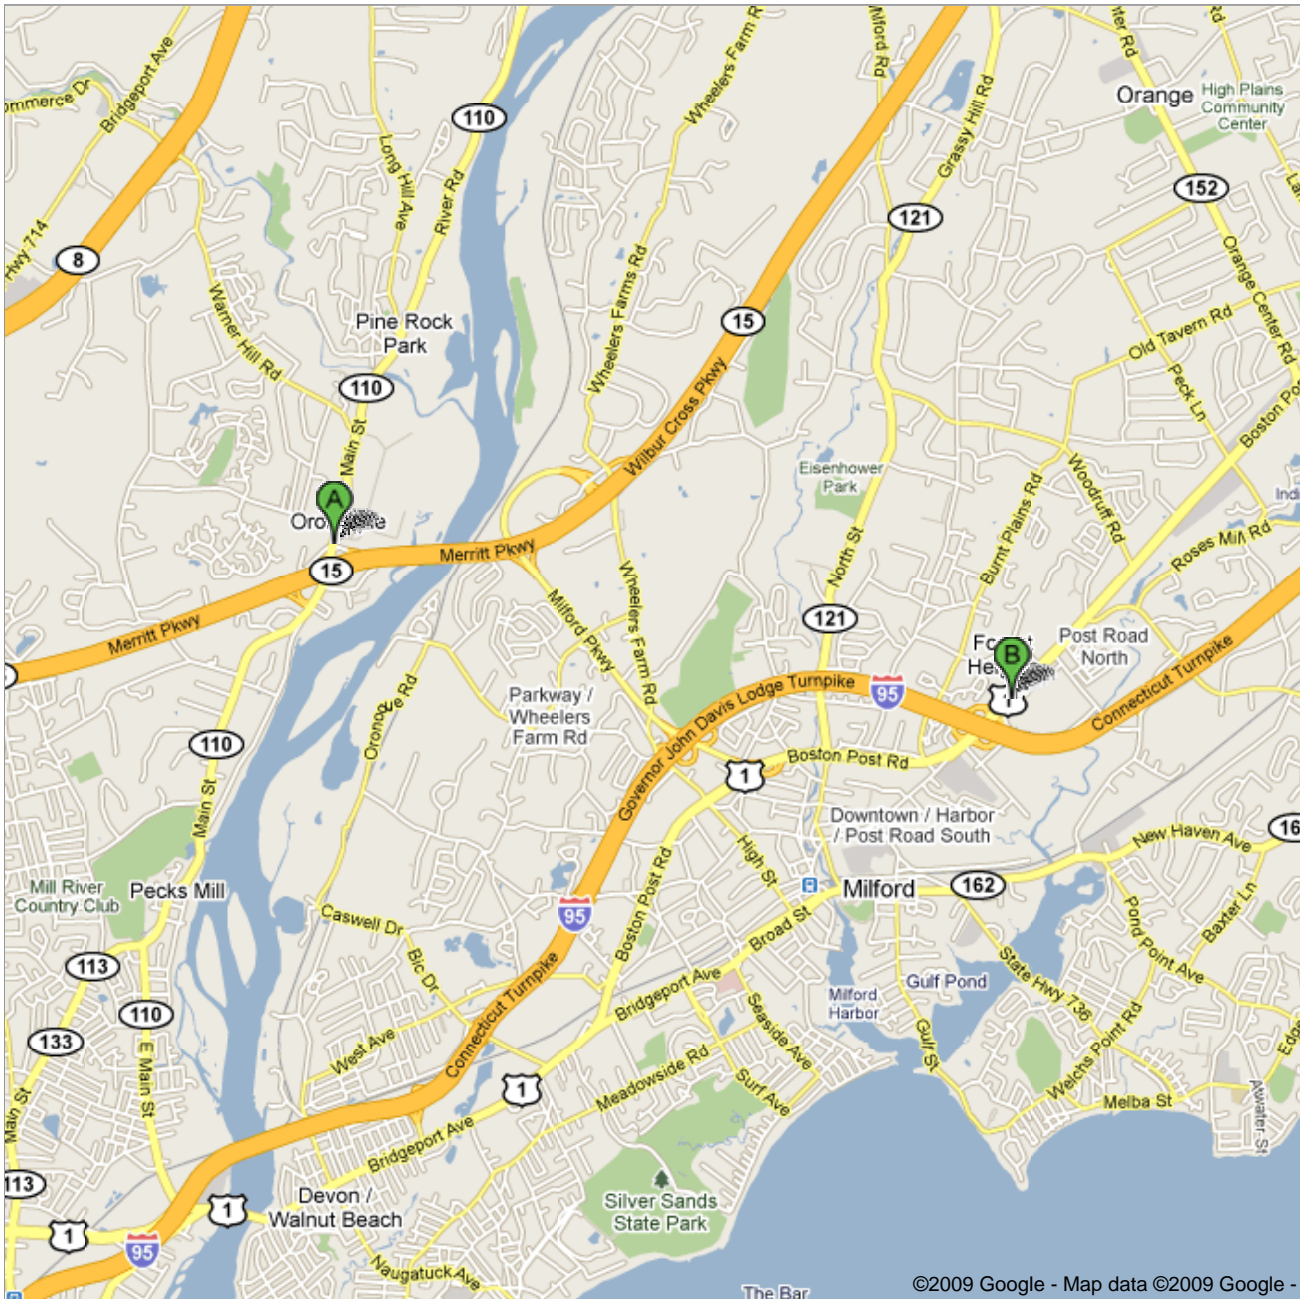 Bridgeport Ave
Milford Rd
Wheelers Farm R
ter Rd
Rd
Orange
High Plains
Community
Center
ommerce Dr
110
Long Hill Ave
River Rd
Grassy Hill Rd
152
121
Hwy 714
8
Wheelers Farms Rd
Orange Center Rd
Warner Hill Rd
Pine Rock
Park
15
Old Tavern Rd
110
Wilbur Cross Pkwy
Peck Ln
Boston Po
Main St
Eisenhower
Park
Woodruff Rd
Burnt Plains Rd
Indi
A
Roses Mill Rd
Merritt Pkwy
North St
15
Wheelers Farm Rd
Milford Pkwy
121
Merritt Pkwy
B
Post Road
North
Connecticut Turnpike
Oronoque Rd
Parkway /
Wheelers
Farm Rd
Governor John Davis Lodge Turnpike
95
1
110
Boston Post Rd
1
Main St
Downtown / Harbor
/ Post Road South
New Haven Ave
16
High St
Mill River
Country Club
Pecks Mill
Milford
162
95
Boston Post Rd
Broad St
Caswell Dr
Bic Dr
Pond Point Ave
Baxter Ln
113
Bridgeport Ave
State Hwy 736
Gulf Pond
Milford
Harbor
110
Connecticut Turnpike
Seaside Ave
133
West Ave
Gulf St
Welchs Point Rd
E Main St
Meadowside Rd
Surf Ave
1
Melba St
Main St
Awater St
Bridgeport Ave
113
Silver Sands
State Park
Devon /
Walnut Beach
1
1
95
Naugatuck Ave
The Bar
©2009 Google - Map data ©2009 Google -